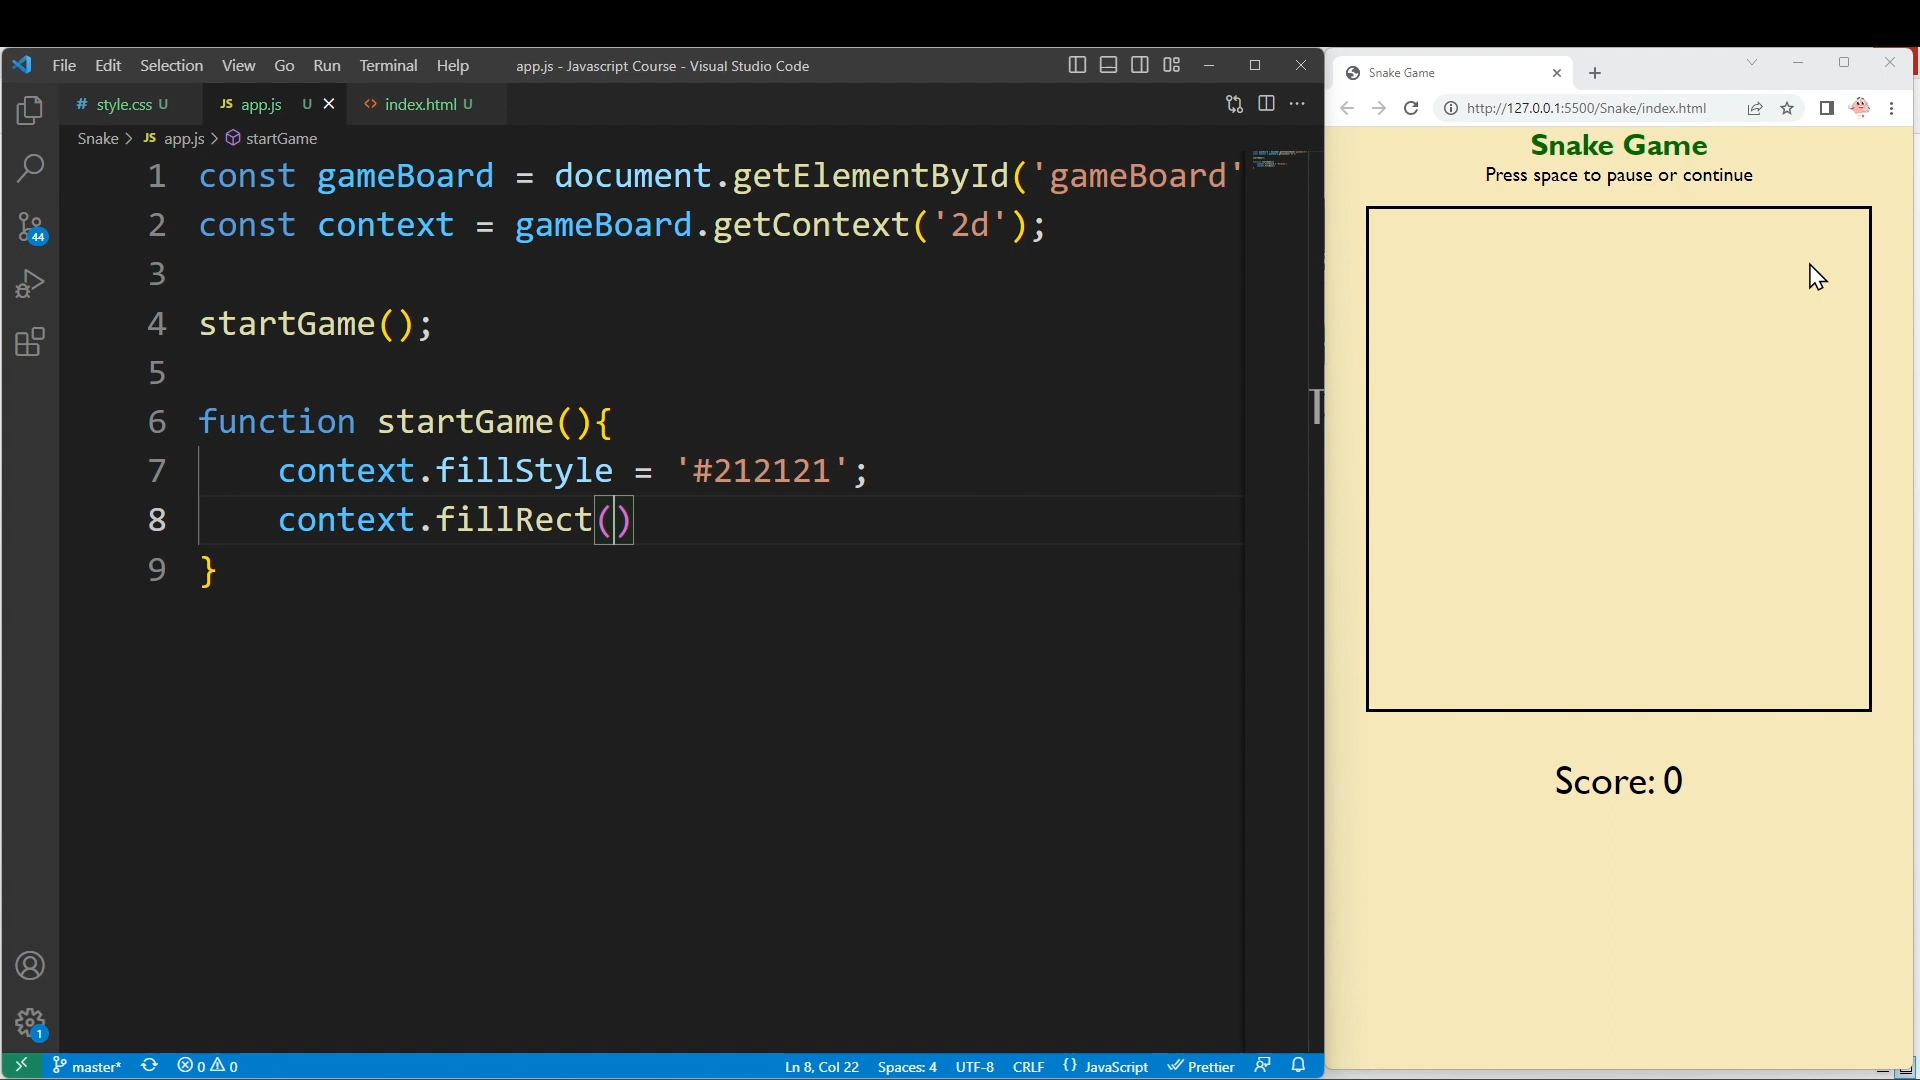 File Edit Selection View Go Run Terminal Help app.js - Javascript Course - Visual Studio Code
# style.css U JS app.js U <> index.html U
Snake > JS app.js > startGame
1 const gameBoard = document.getElementById('gameBoard'
2 const context = gameBoard.getContext('2d');
3
4 startGame();
5
6 function startGame(){
7 context.fillStyle = '#212121';
8 context.fillRect()
9 }
44
1
master* 0 0 Ln 8, Col 22 Spaces: 4 UTF-8 CRLF {} JavaScript Prettier
Snake Game
http://127.0.0.1:5500/Snake/index.html
Snake Game
Press space to pause or continue
Score: 0